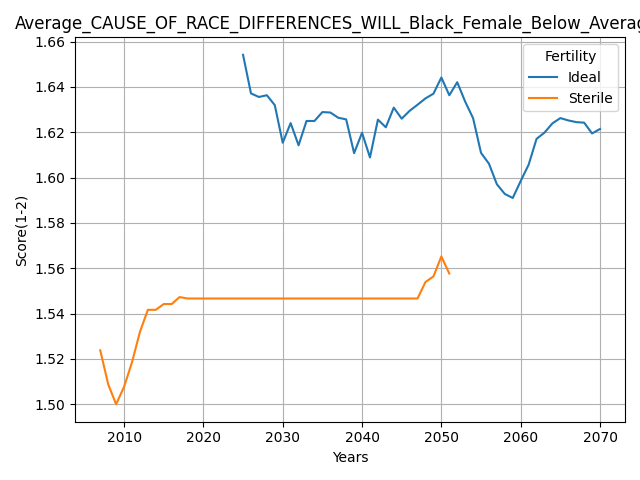 Average_CAUSE_OF_RACE_DIFFERENCES_WILL_Black_Female_Below_Averag
Fertility
Ideal
Sterile
Score(1-2)
1.66
1.64
1.62
1.60
1.58
1.56
1.54
1.52
1.50
2010 2020 2030 2040 2050 2060 2070
Years